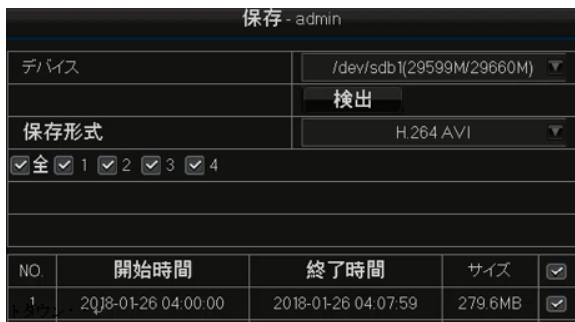 保存 - admin
デバイス /dev/sdb1(29599M/29660M)
検出
保存形式 H.264 AVI
全 1 2 3 4
NO. 開始時間 終了時間 サイズ
1 2018-01-26 04:00:00 2018-01-26 04:07:59 279.6MB